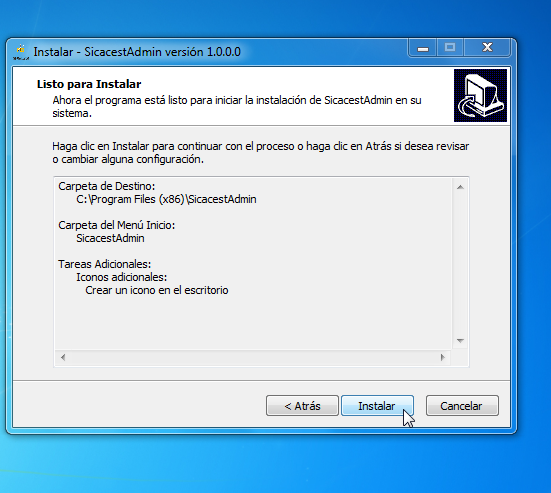 Instalar - SicacestAdmin versión 1.0.0.0
Listo para Instalar
Ahora el programa está listo para iniciar la instalación de SicacestAdmin en su
sistema.
Haga clic en Instalar para continuar con el proceso o haga clic en Atrás si desea revisar
o cambiar alguna configuración.
Carpeta de Destino:
C:\Program Files (x86)\SicacestAdmin
Carpeta del Menú Inicio:
SicacestAdmin
Tareas Adicionales:
Iconos adicionales:
Crear un icono en el escritorio
< Atrás
Instalar
Cancelar